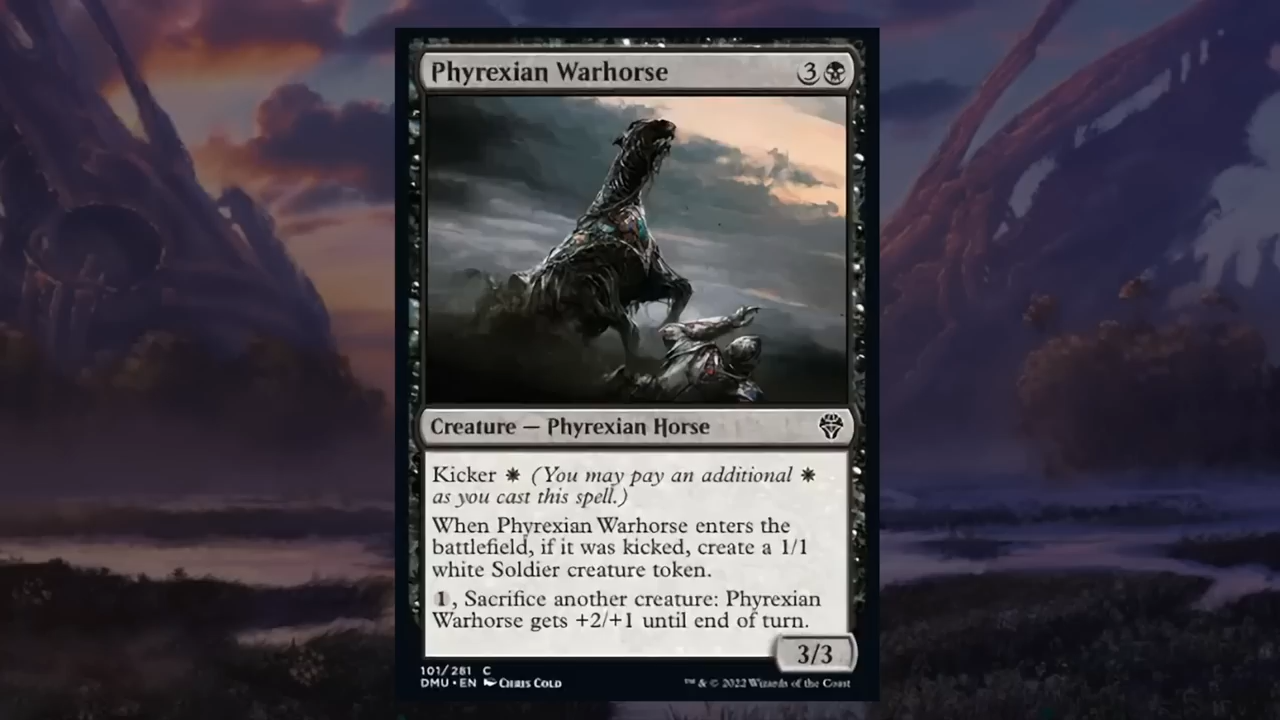 Phyrexian Warhorse 3
Creature — Phyrexian Horse
Kicker (You may pay an additional
as you cast this spell.)
When Phyrexian Warhorse enters the
battlefield, if it was kicked, create a 1/1
white Soldier creature token.
1, Sacrifice another creature: Phyrexian
Warhorse gets +2/+1 until end of turn.
3/3
101/281 C
DMU • EN Chris Cold
™ & © 2022 Wizards of the Coast